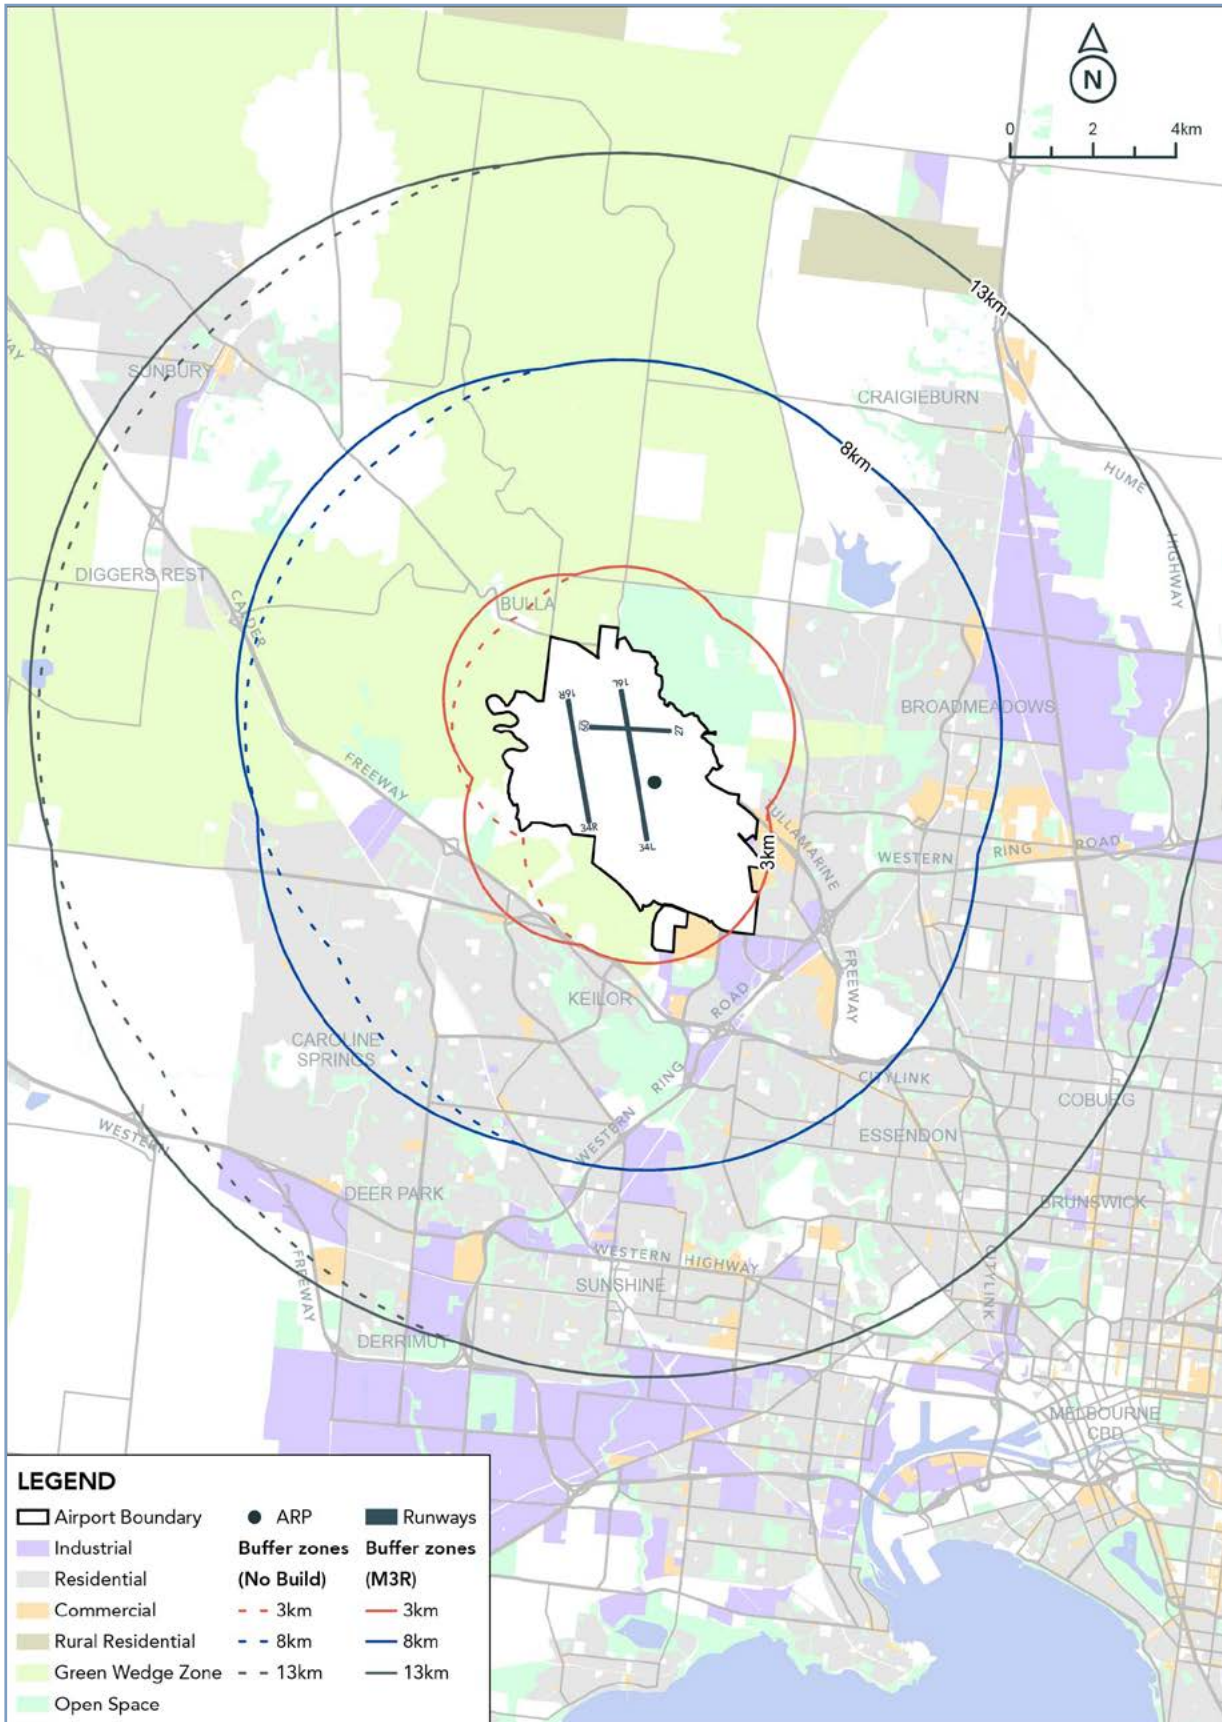 N
0 2 4km
13km
SUNBURY
CRAIGIEBURN
8km
HUME
HIGHWAY
DIGGERS REST
CALDER
BULLA
16L
16R
BROADMEADOWS
09
27
FREEWAY
34R
34L
3km
TULLAMARINE
WESTERN RING ROAD
FREEWAY
KEILOR
ROAD
CAROLINE
SPRINGS
RING
CITYLINK
COBURG
WESTERN
WESTERN
ESSENDON
DEER PARK
BRUNSWICK
WESTERN HIGHWAY
FREEWAY
SUNSHINE
CITYLINK
DERRIMUT
MELBOURNE
CBD
LEGEND
Airport Boundary
Industrial
Residential
Commercial
Rural Residential
Green Wedge Zone
Open Space
ARP
Buffer zones
(No Build)
3km
8km
13km
Runways
Buffer zones
(M3R)
3km
8km
13km